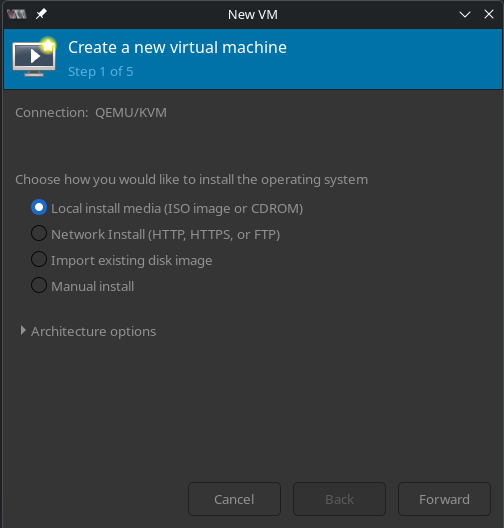 New VM
Create a new virtual machine
Step 1 of 5
Connection: QEMU/KVM
Choose how you would like to install the operating system
Local install media (ISO image or CDROM)
Network Install (HTTP, HTTPS, or FTP)
Import existing disk image
Manual install
Architecture options
Cancel Back Forward